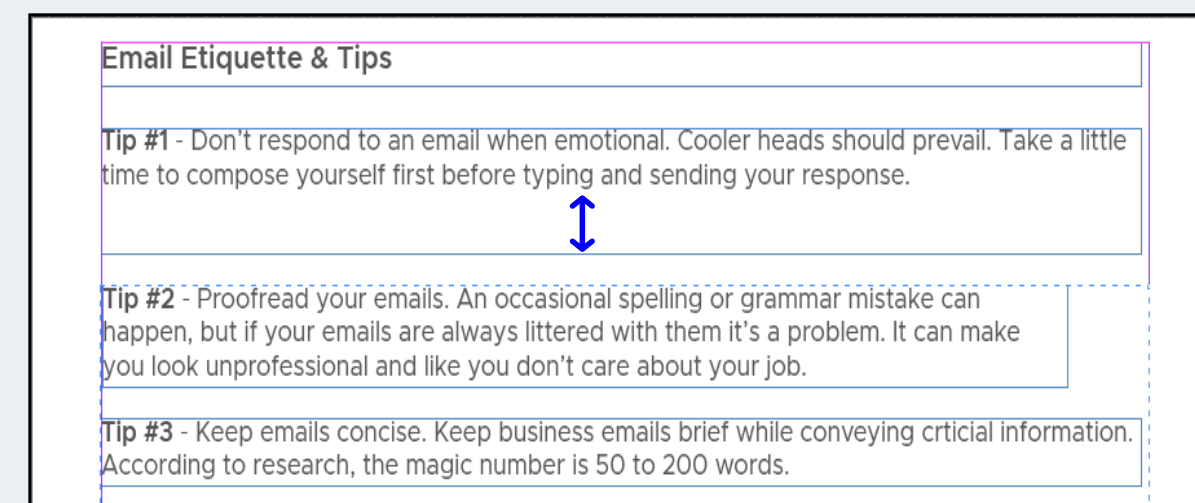 Email Etiquette & Tips
Tip #1 - Don’t respond to an email when emotional. Cooler heads should prevail. Take a little
time to compose yourself first before typing and sending your response.
Tip #2 - Proofread your emails. An occasional spelling or grammar mistake can
happen, but if your emails are always littered with them it’s a problem. It can make
you look unprofessional and like you don’t care about your job.
Tip #3 - Keep emails concise. Keep business emails brief while conveying crticial information.
According to research, the magic number is 50 to 200 words.